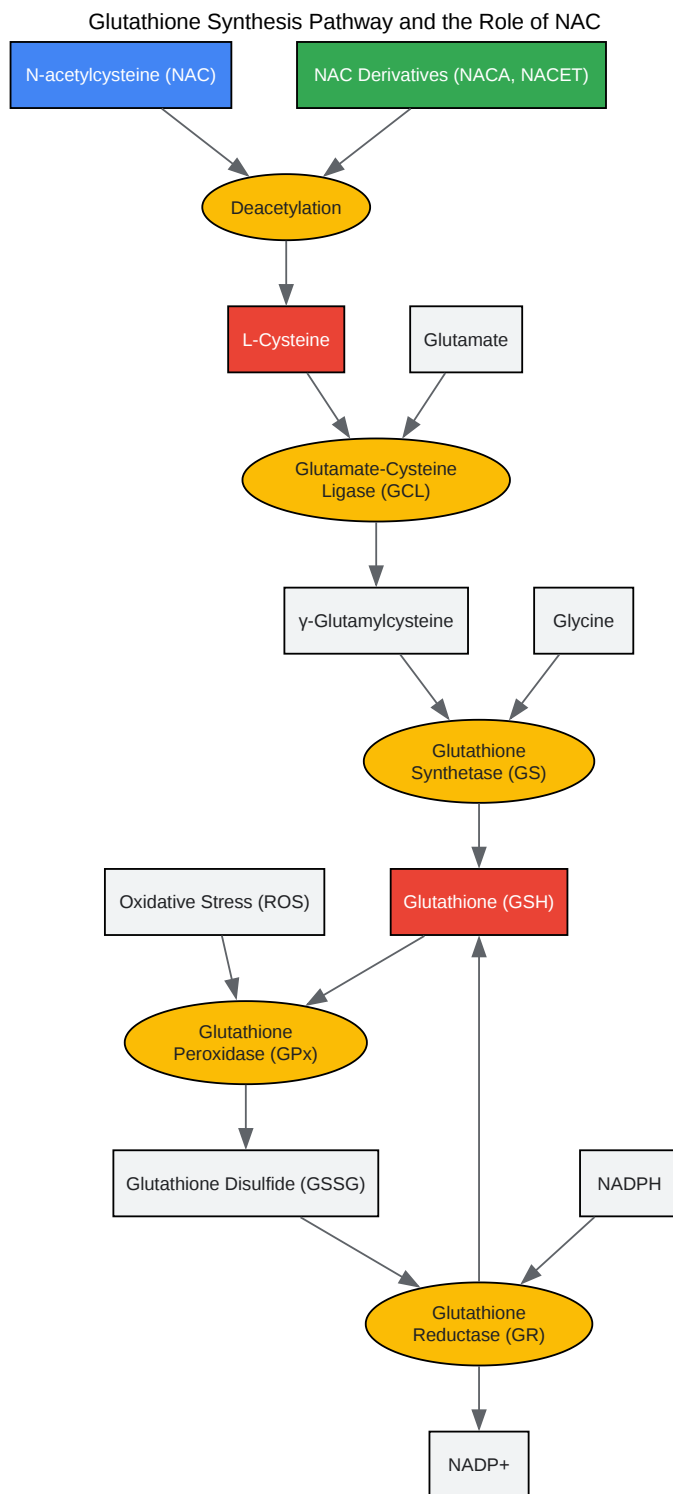 Glutathione Synthesis Pathway and the Role of NAC
N-acetylcysteine (NAC)
NAC Derivatives (NACA, NACET)
Deacetylation
L-Cysteine
Glutamate
Glutamate-Cysteine
Ligase (GCL)
γ-Glutamylcysteine
Glycine
Glutathione
Synthetase (GS)
Oxidative Stress (ROS)
Glutathione (GSH)
Glutathione
Peroxidase (GPx)
Glutathione Disulfide (GSSG)
NADPH
Glutathione
Reductase (GR)
NADP+